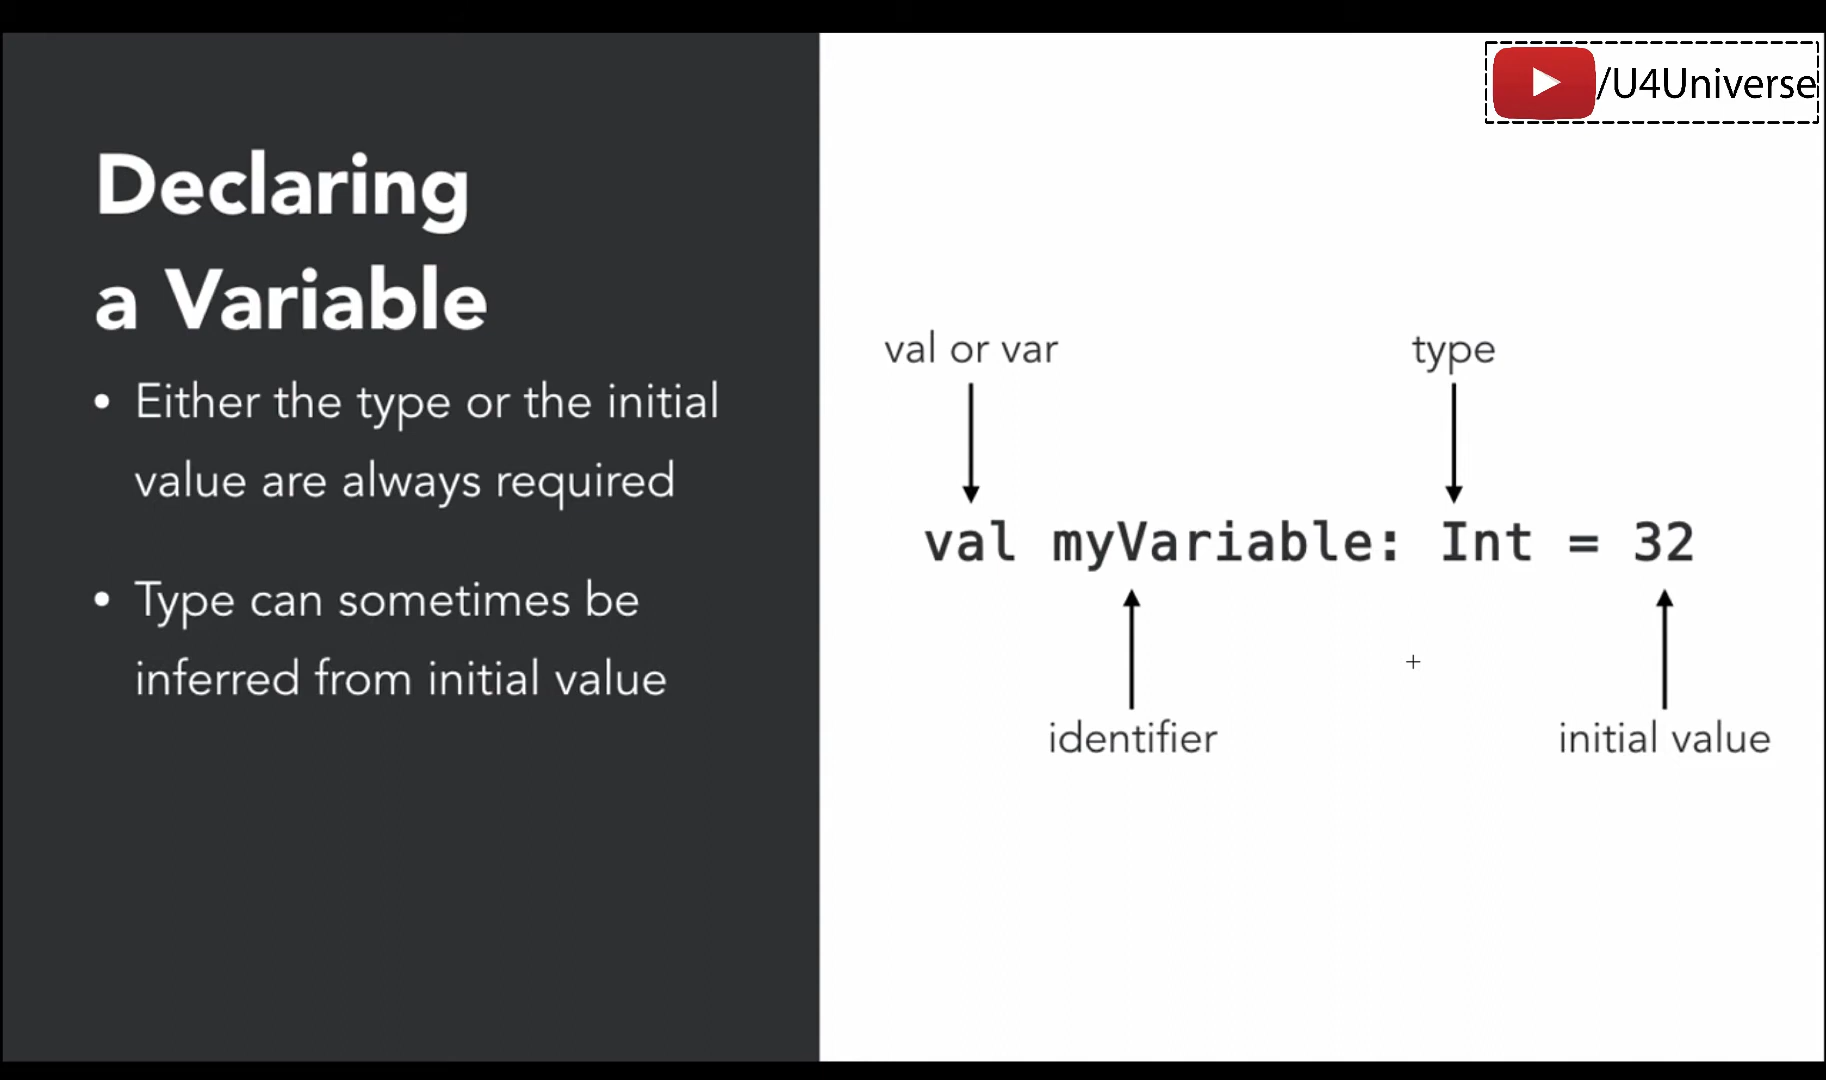 /U4Universe
Declaring
a Variable
• Either the type or the initial
value are always required
• Type can sometimes be
inferred from initial value
val or var
type
val myVariable: Int = 32
identifier
initial value